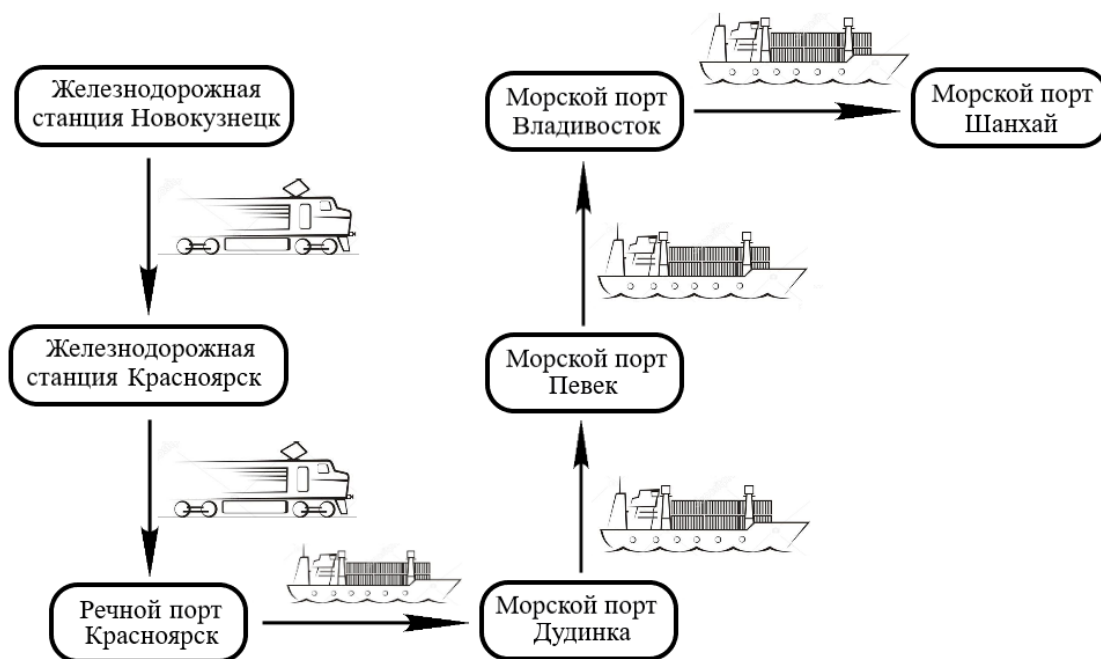 Железнодорожная
станция Новокузнецк
Железнодорожная
станция Красноярск
Речной порт
Красноярск
Морской порт
Дудинка
Морской порт
Певек
Морской порт
Владивосток
Морской порт
Шанхай